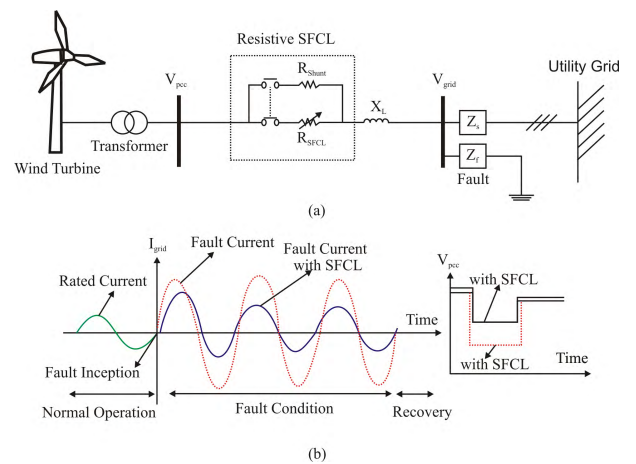 Resistive SFCL
R_Shunt
R_SFCL
V_pcc
V_grid
X_L
Z_s
Z_f
Utility Grid
Transformer
Wind Turbine
Fault
(a)
I_grid
Fault Current
Fault Current
with SFCL
Rated Current
Fault Inception
Time
Normal Operation
Fault Condition
Recovery
V_pcc
with SFCL
with SFCL
Time
(b)